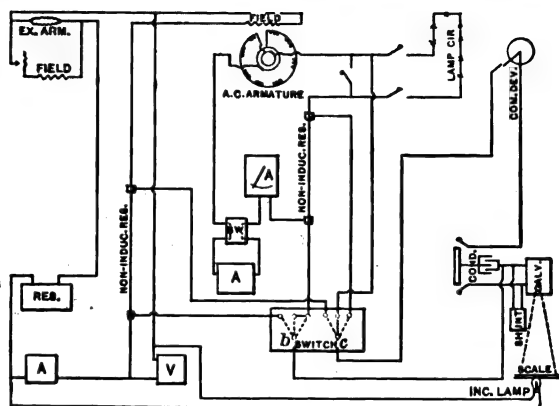 FIELD
EX. ARM.
FIELD
A.C. ARMATURE
LAMP CIR
COM. DEV.
NON-INDUC. RES.
NON-INDUC. RES.
A
SW.
A
COND.
GALV.
SHUNT
RES.
b
SWITCH
C
A
V
SCALE
INC. LAMP